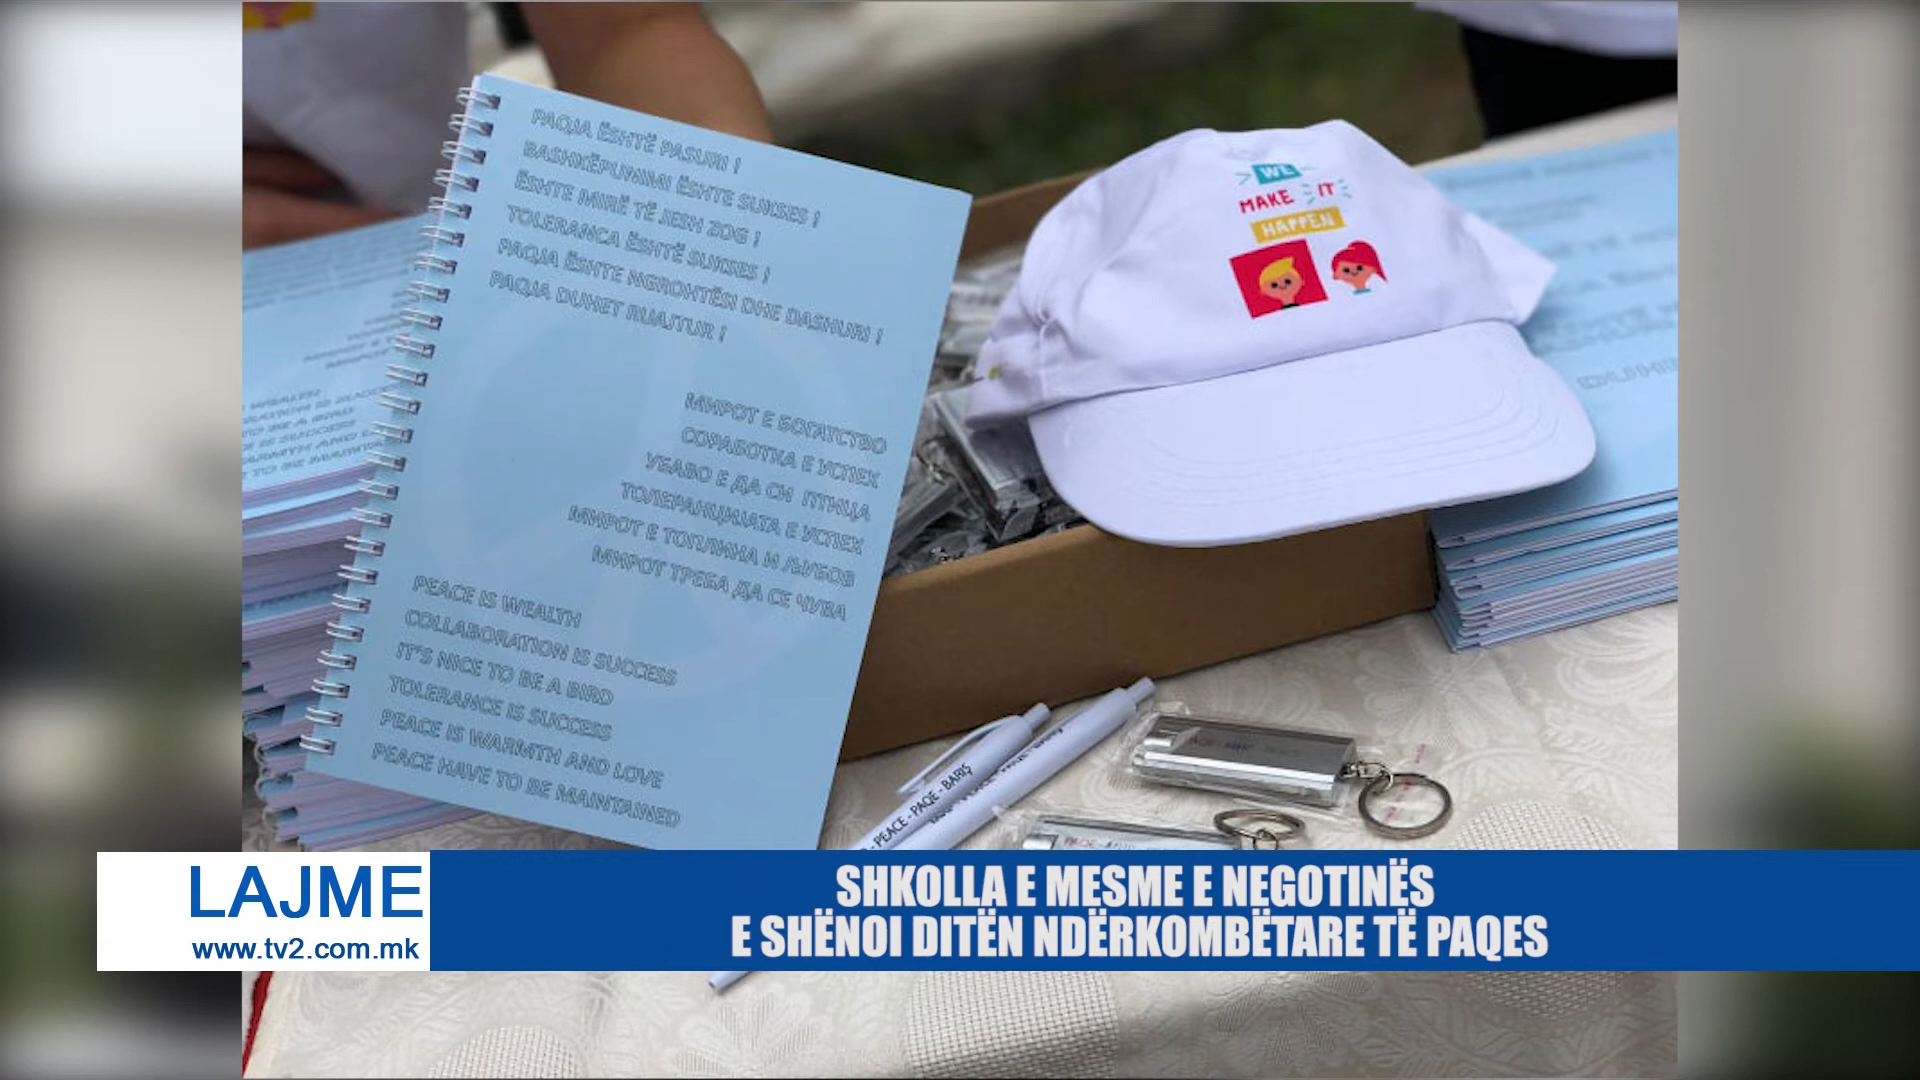 PAQJA ËSHTË PASURI !
BASHKËPUNIMI ËSHTE SUKSES !
ËSHTE MIRË TË JESH ZOG !
TOLERANCA ËSHTË SUKSES !
PAQJA ËSHTE NGROHTËSI DHE DASHURI !
PAQJA DUHET RUAJTUR !
МИРОТ Е БОГАТСТВО
СОРАБОТКА Е УСПЕХ
УБАВО Е ДА СИ ПТИЦА
ТОЛЕРАНЦИЈАТА Е УСПЕХ
МИРОТ Е ТОПЛИНА И ЉУБОВ
МИРОТ ТРЕБА ДА СЕ ЧУВА
PEACE IS WEALTH
COLLABORATION IS SUCCESS
IT'S NICE TO BE A BIRD
TOLERANCE IS SUCCESS
PEACE IS WARMTH AND LOVE
PEACE HAVE TO BE MAINTAINED
WE
MAKE IT
HAPPEN
- PEACE - PAQE - BARIŞ
LAJME
www.tv2.com.mk
SHKOLLA E MESME E NEGOTINËS
E SHËNOI DITËN NDËRKOMBËTARE TË PAQES